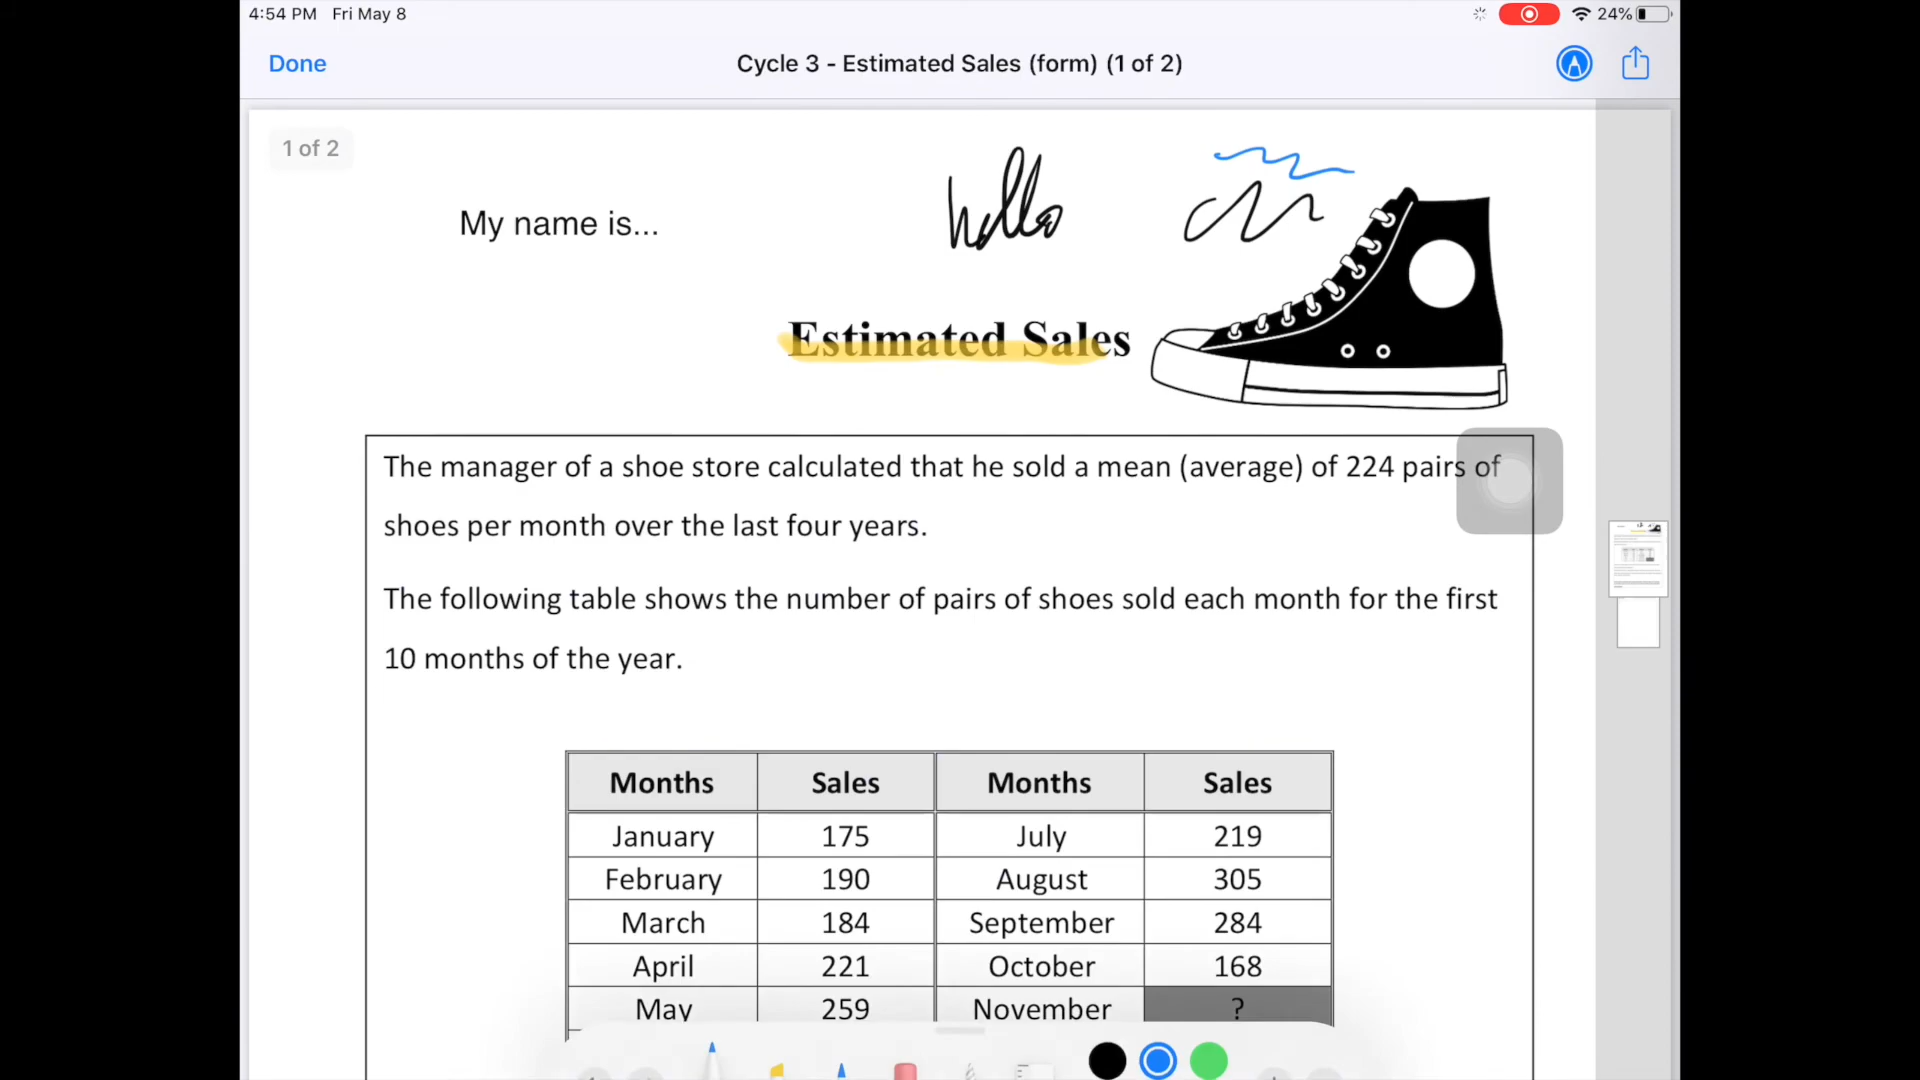 4:54 PM Fri May 8 24%
Done Cycle 3 - Estimated Sales (form) (1 of 2)
1 of 2
hello
My name is...
Estimated Sales
The manager of a shoe store calculated that he sold a mean (average) of 224 pairs of
shoes per month over the last four years.
The following table shows the number of pairs of shoes sold each month for the first
10 months of the year.
Months Sales Months Sales
January 175 July 219
February 190 August 305
March 184 September 284
April 221 October 168
May 259 November ?